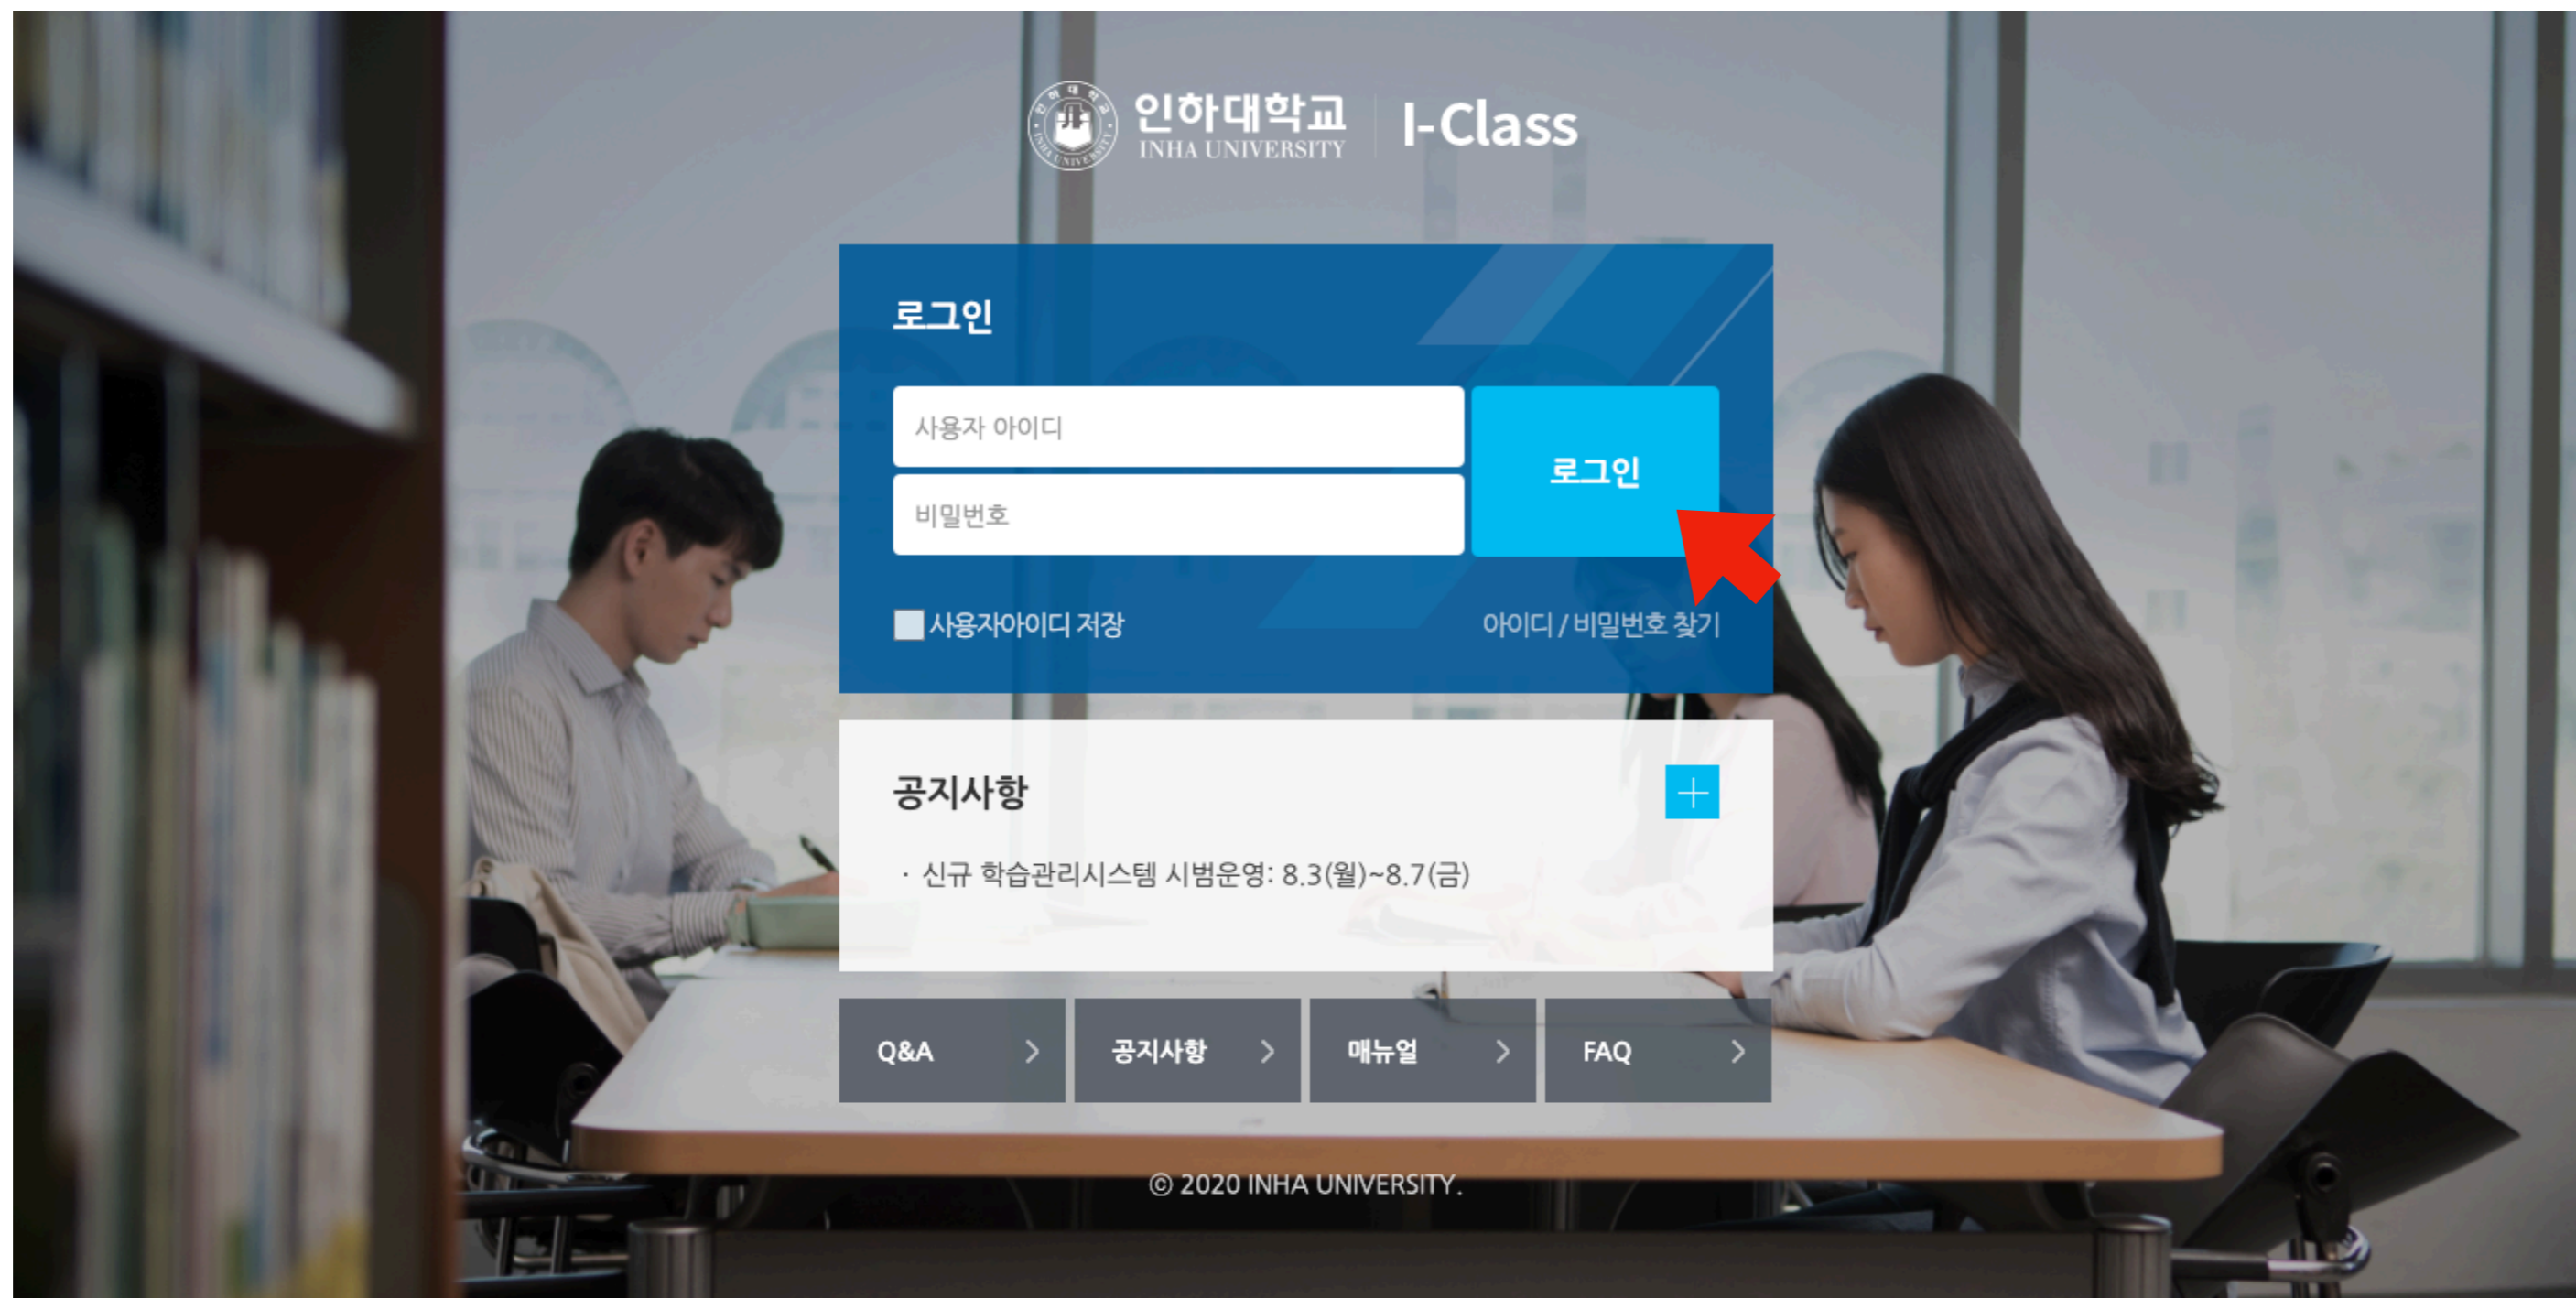 인하대학교
INHA UNIVERSITY
I-Class
로그인
사용자 아이디
비밀번호
로그인
사용자아이디 저장
아이디 / 비밀번호 찾기
공지사항
· 신규 학습관리시스템 시범운영: 8.3(월)~8.7(금)
Q&A
공지사항
매뉴얼
FAQ
© 2020 INHA UNIVERSITY.